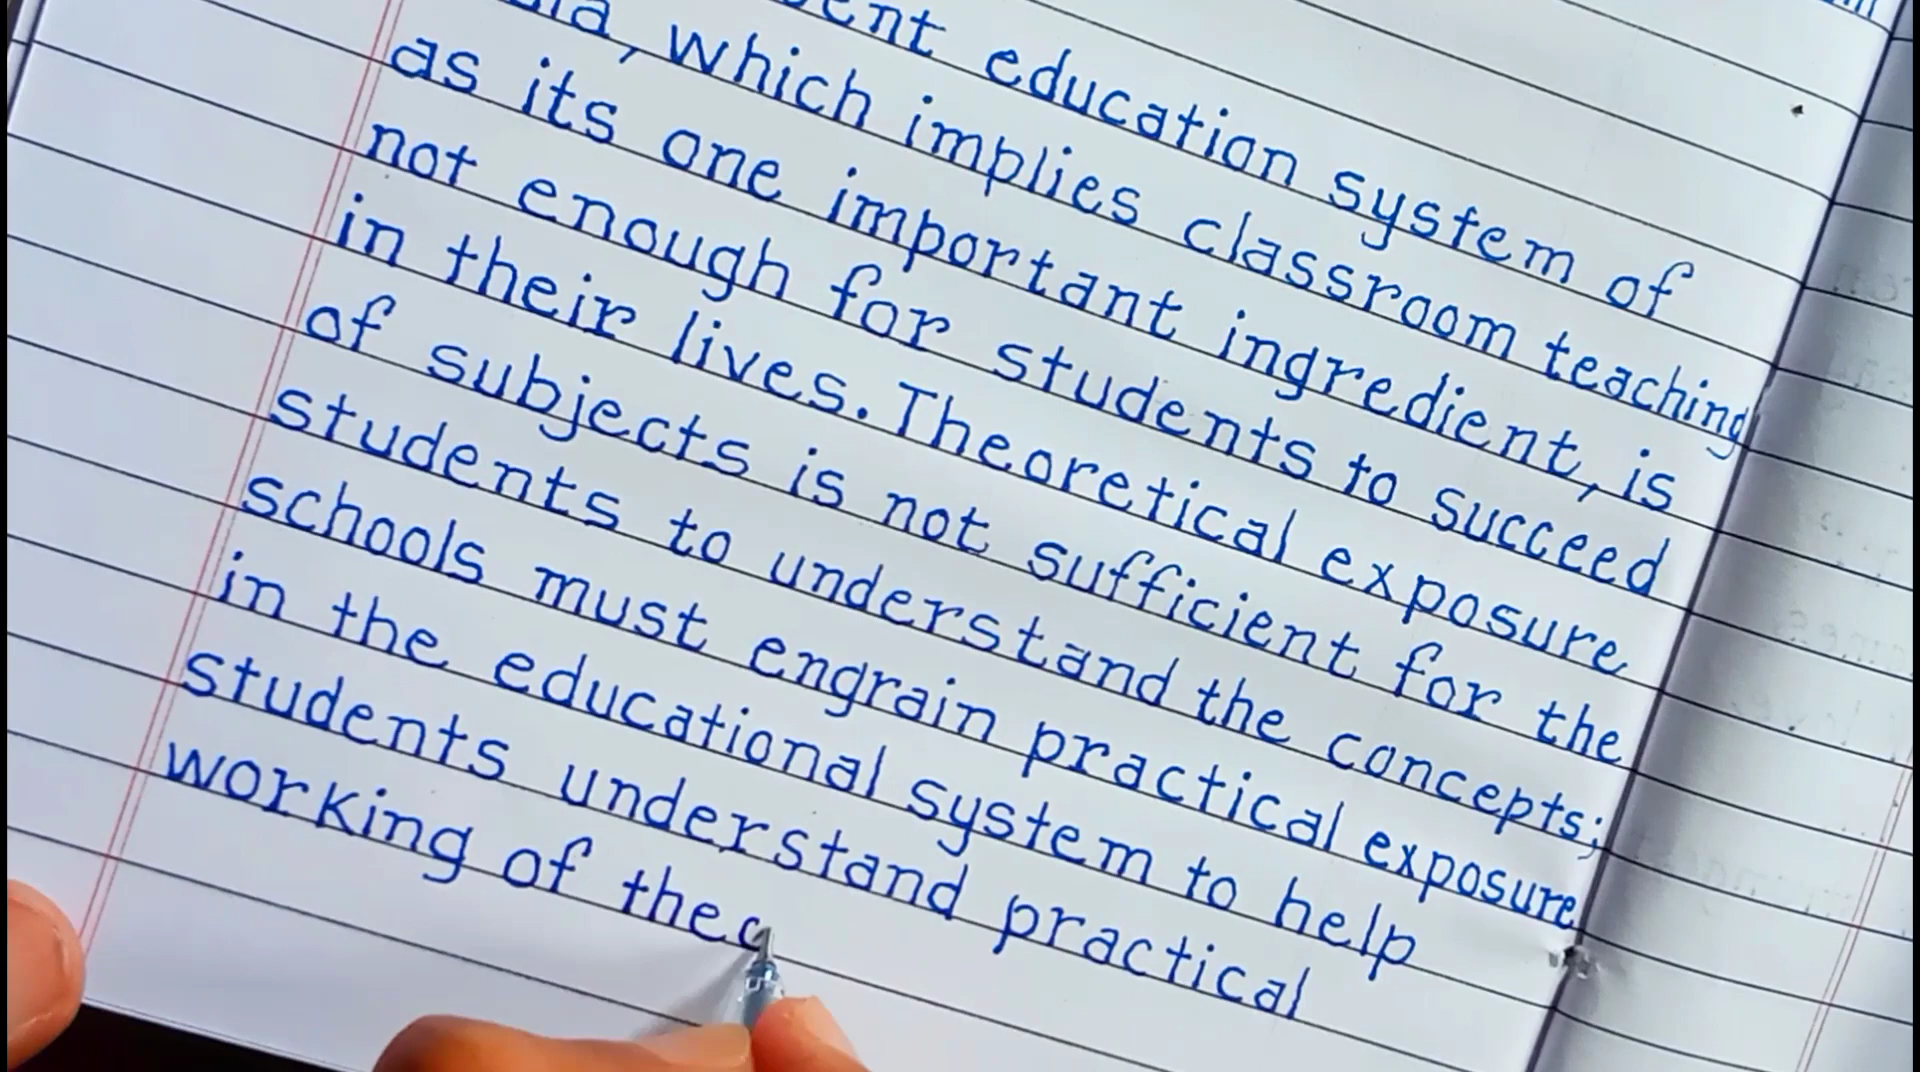 education system of
which implies classroom teaching
as its one important ingredient, is
not enough for students to succeed
in their lives. Theoretical exposure
of subjects is not sufficient for the
students to understand the concepts;
schools must engrain practical exposure
in the educational system to help
students understand practical
working of the